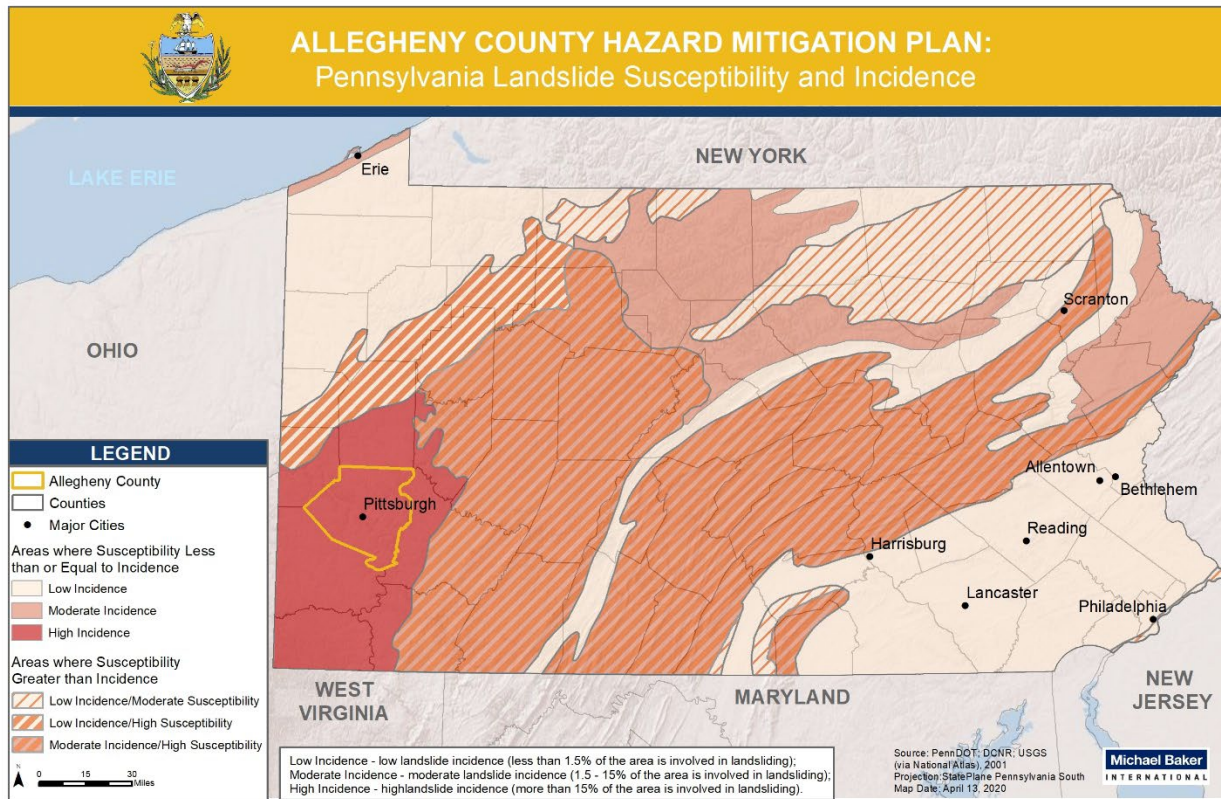 ALLEGHENY COUNTY HAZARD MITIGATION PLAN:
Pennsylvania Landslide Susceptibility and Incidence
NEW YORK
LAKE ERIE
Erie
Scranton
OHIO
Allentown
Bethlehem
Pittsburgh
Reading
Harrisburg
Lancaster
Philadelphia
WEST
VIRGINIA
MARYLAND
NEW
JERSEY
LEGEND
Allegheny County
Counties
Major Cities
Areas where Susceptibility Less
than or Equal to Incidence
Low Incidence
Moderate Incidence
High Incidence
Areas where Susceptibility
Greater than Incidence
Low Incidence/Moderate Susceptibility
Low Incidence/High Susceptibility
Moderate Incidence/High Susceptibility
N
0 15 30
Miles
Low Incidence - low landslide incidence (less than 1.5% of the area is involved in landsliding);
Moderate Incidence - moderate landslide incidence (1.5 - 15% of the area is involved in landsliding);
High Incidence - highlandslide incidence (more than 15% of the area is involved in landsliding).
Source: PennDOT; DCNR; USGS
(via National Atlas), 2001
Projection:StatePlane Pennsylvania South
Map Date: April 13, 2020
Michael Baker
INTERNATIONAL